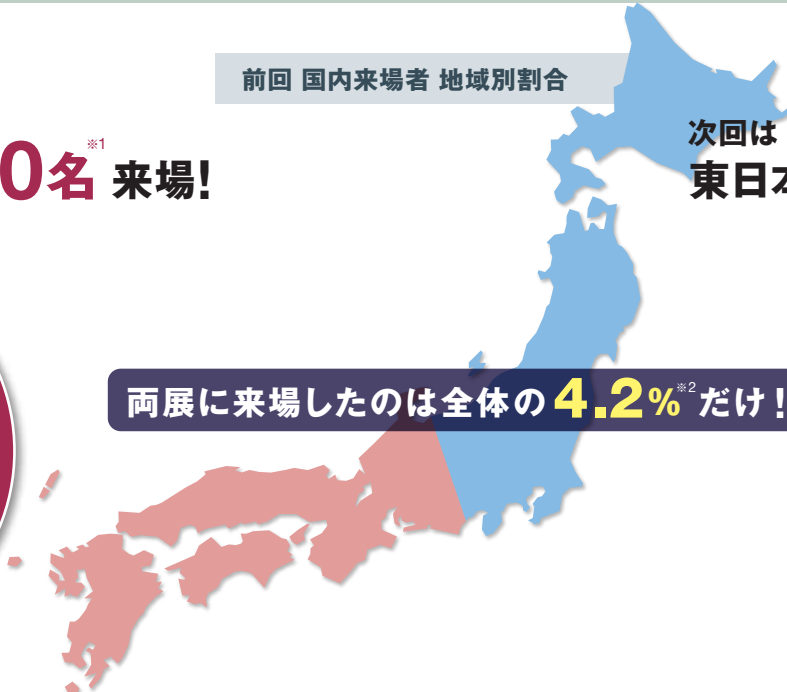 前回 国内来場者 地域別割合
0名※1 来場!
次回は
東日本
両展に来場したのは全体の4.2%※2だけ!